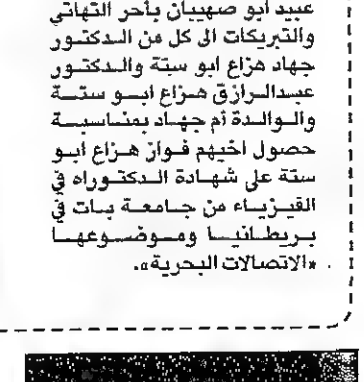 عبيد ابو صهيبان بأحر التهاني
والتبريكات الى كل من الدكتور
جهاد هزاع ابو ستة والدكتور
عبدالرازق هزاع ابو ستة
والوالدة أم جهاد بمناسبة
حصول اخيهم فواز هزاع ابو
ستة على شهادة الدكتوراه في
الفيزياء من جامعة بات في
بريطانيا وموضوعها
«الاتصالات البحرية».